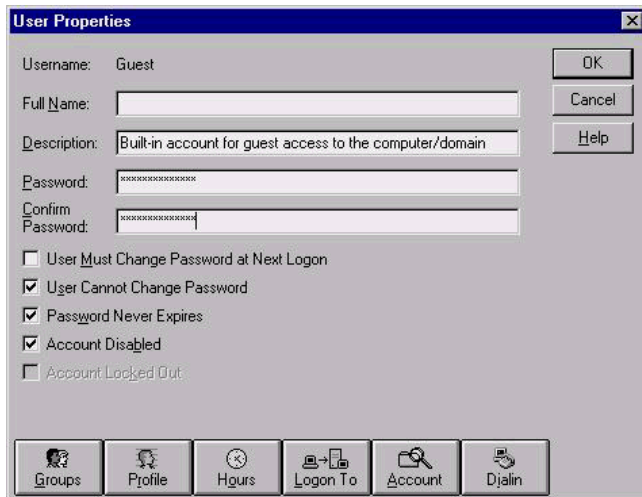 User Properties
Username: Guest
OK
Full Name:
Cancel
Description: Built-in account for guest access to the computer/domain
Help
Password: **************
Confirm
Password: **************
User Must Change Password at Next Logon
User Cannot Change Password
Password Never Expires
Account Disabled
Account Locked Out
Groups Profile Hours Logon To Account Dialin